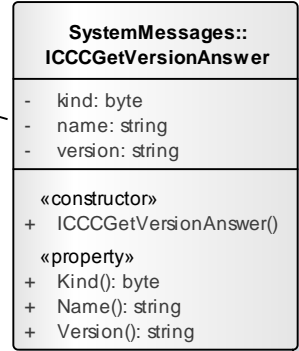 SystemMessages::
ICCCGetVersionAnswer
- kind: byte
- name: string
- version: string
«constructor»
+ ICCCGetVersionAnswer()
«property»
+ Kind(): byte
+ Name(): string
+ Version(): string